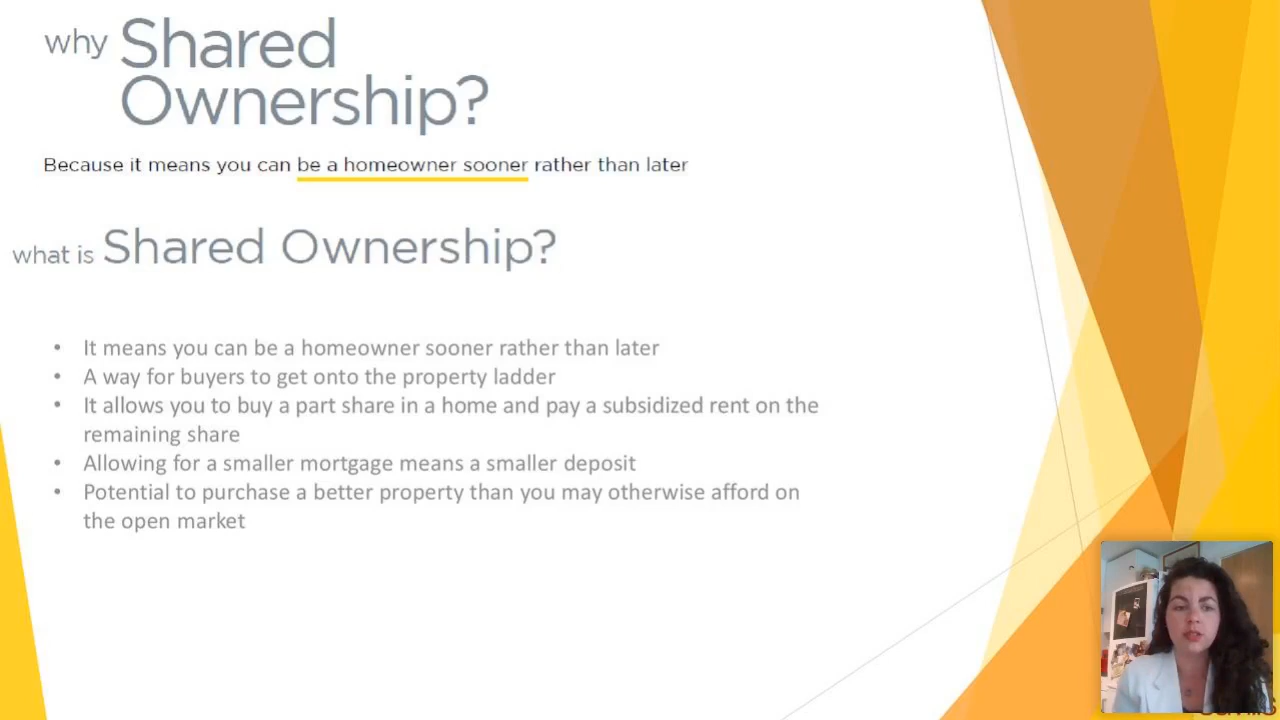 why Shared
Ownership?
Because it means you can be a homeowner sooner rather than later
what is Shared Ownership?
• It means you can be a homeowner sooner rather than later
• A way for buyers to get onto the property ladder
• It allows you to buy a part share in a home and pay a subsidized rent on the
remaining share
• Allowing for a smaller mortgage means a smaller deposit
• Potential to purchase a better property than you may otherwise afford on
the open market